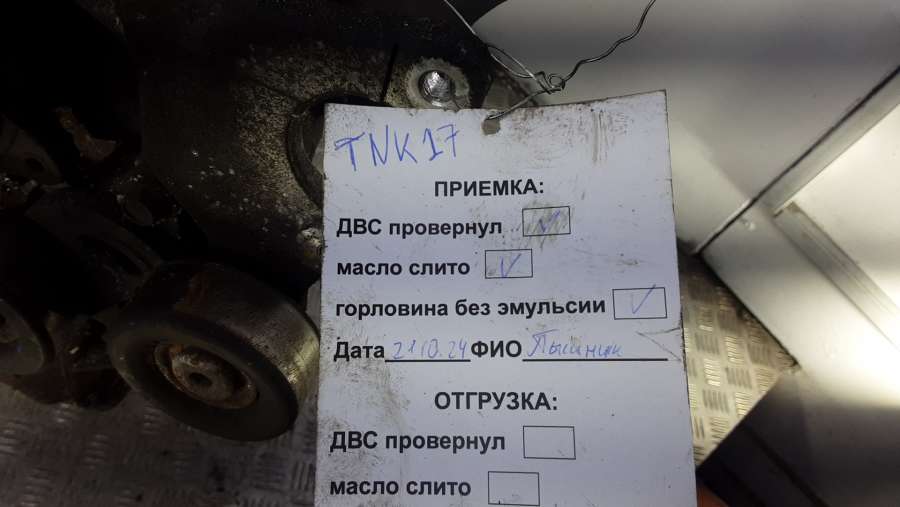 TNK17
ПРИЕМКА:
ДВС провернул
масло слито
горловина без эмульсии
Дата 21.10.24 ФИО
ОТГРУЗКА:
ДВС провернул
масло слито